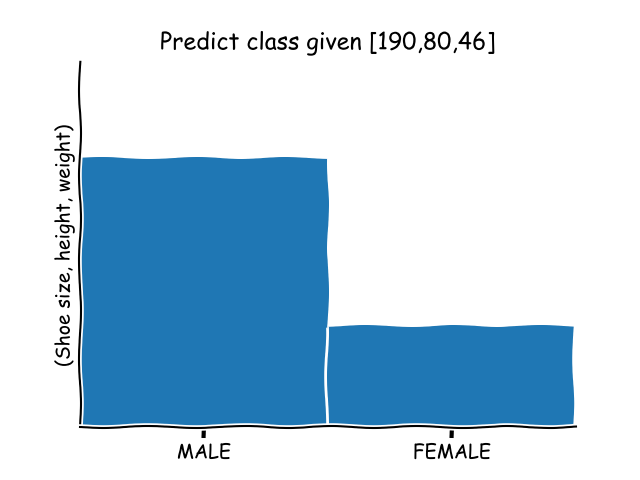 Predict class given [190,80,46]
(Shoe size, height, weight)
MALE
FEMALE